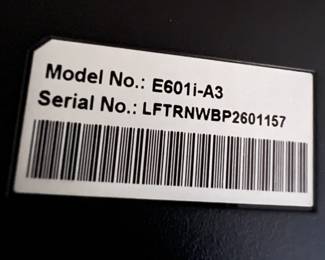 Model No.: E601i-A3
Serial No.: LFTRNWBP2601157